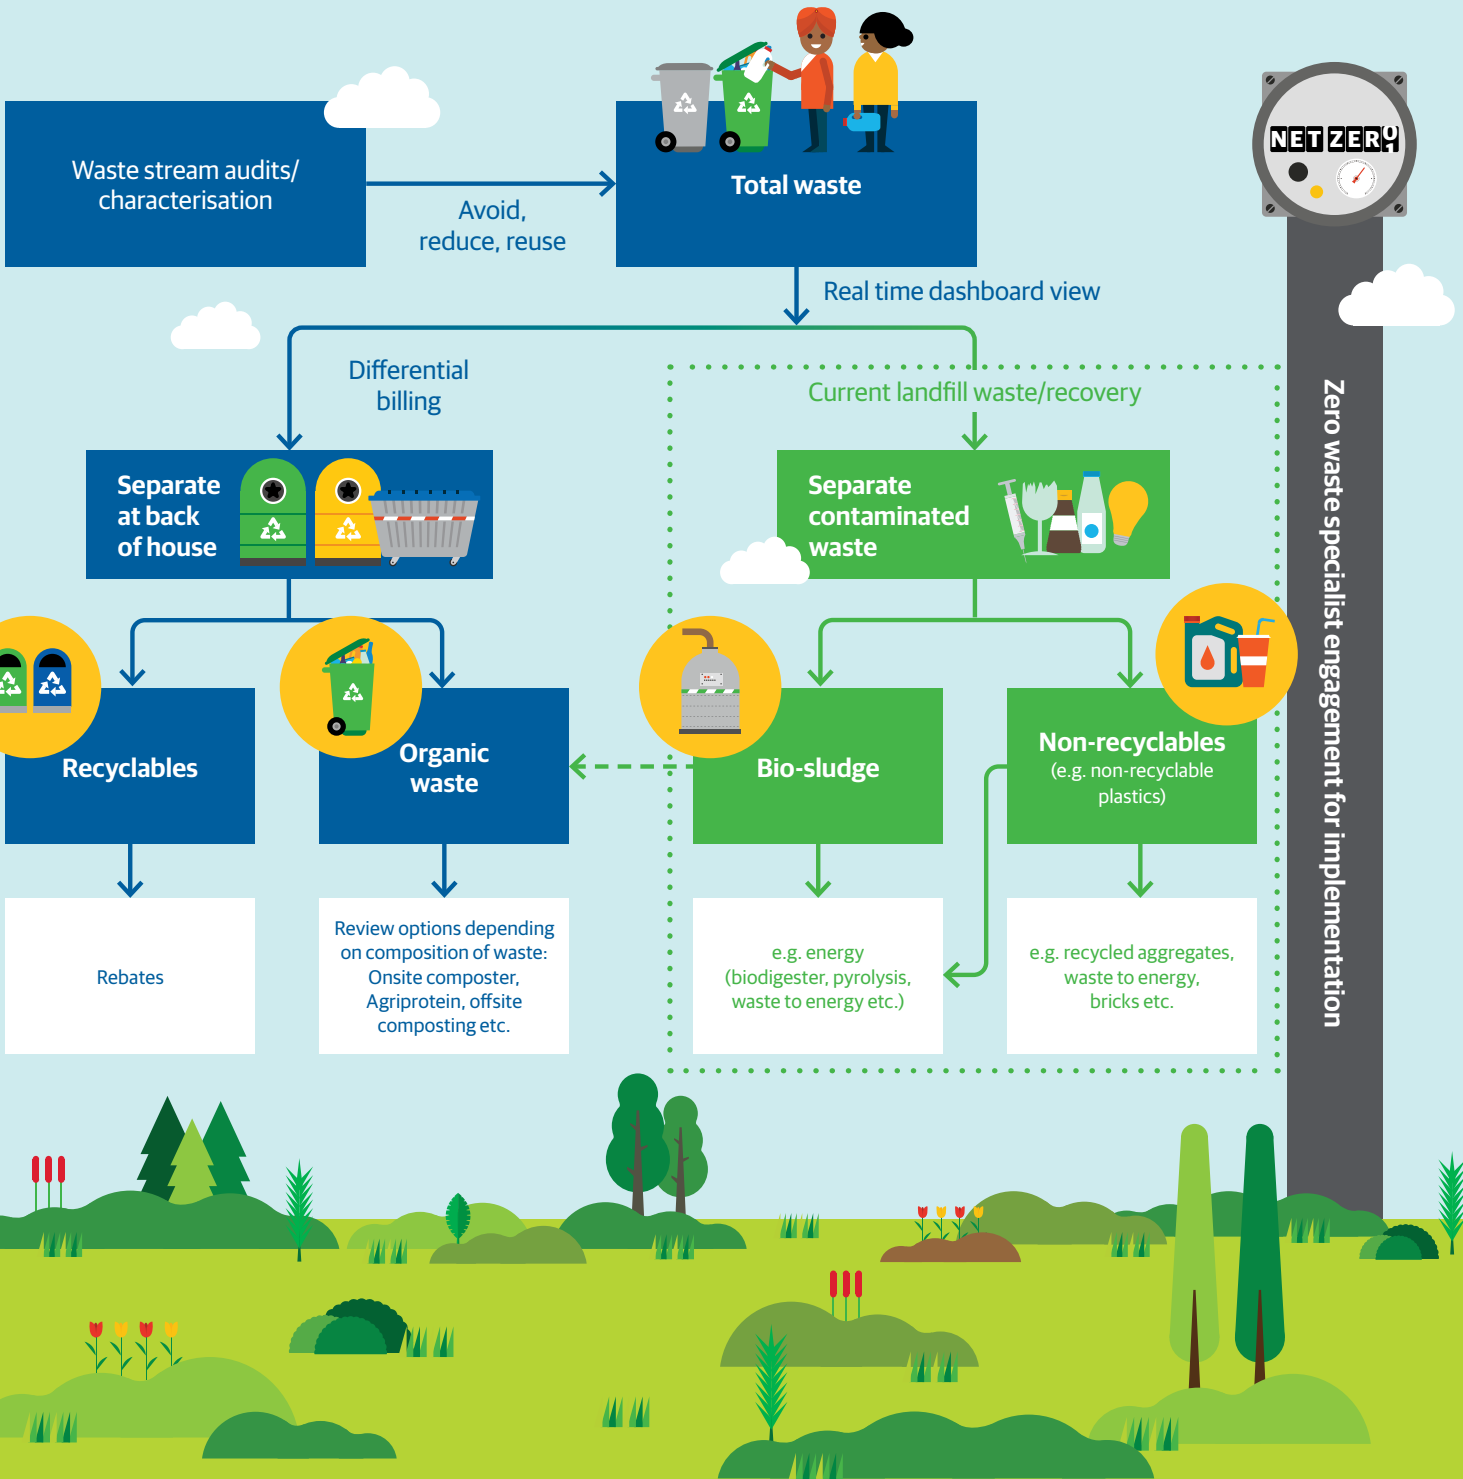 Waste stream audits/
characterisation
Avoid,
reduce, reuse
Total waste
NET ZERO
1
Real time dashboard view
Differential
billing
Current landfill waste/recovery
Separate
at back
of house
Separate
contaminated
waste
Recyclables
Organic
waste
Bio-sludge
Non-recyclables
(e.g. non-recyclable
plastics)
Rebates
Review options depending
on composition of waste:
Onsite composter,
Agriprotein, offsite
composting etc.
e.g. energy
(biodigester, pyrolysis,
waste to energy etc.)
e.g. recycled aggregates,
waste to energy,
bricks etc.
Zero waste specialist engagement for implementation